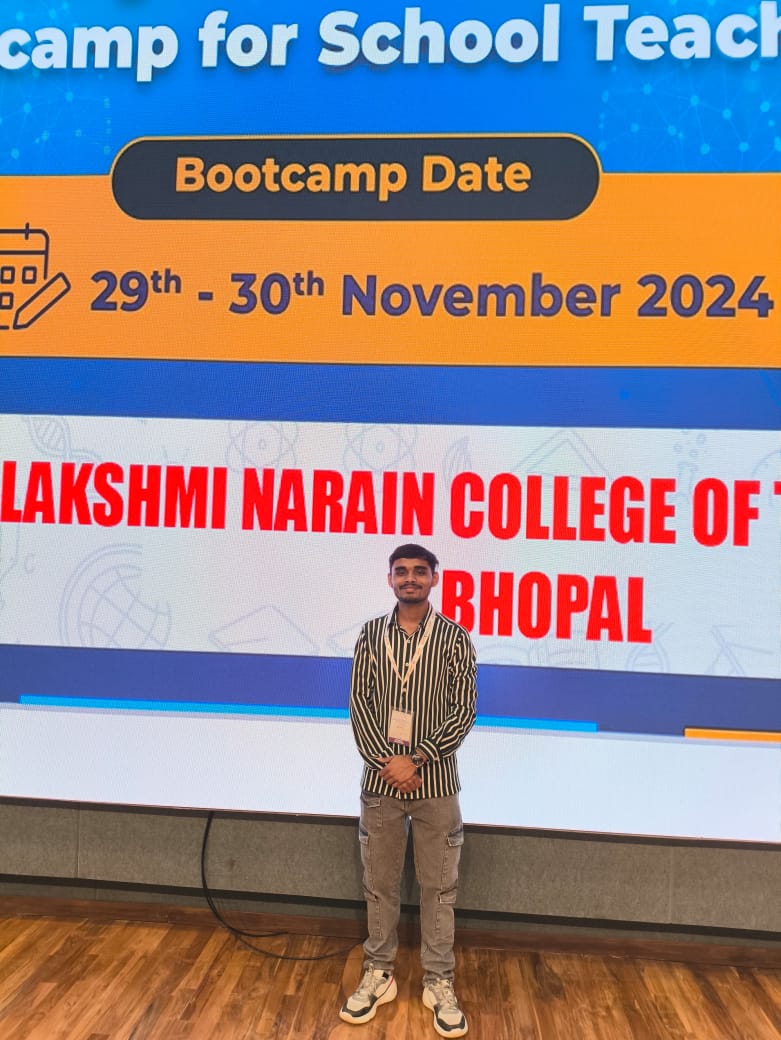 camp for School Teach
Bootcamp Date
29th - 30th November 2024
LAKSHMI NARAIN COLLEGE OF
BHOPAL